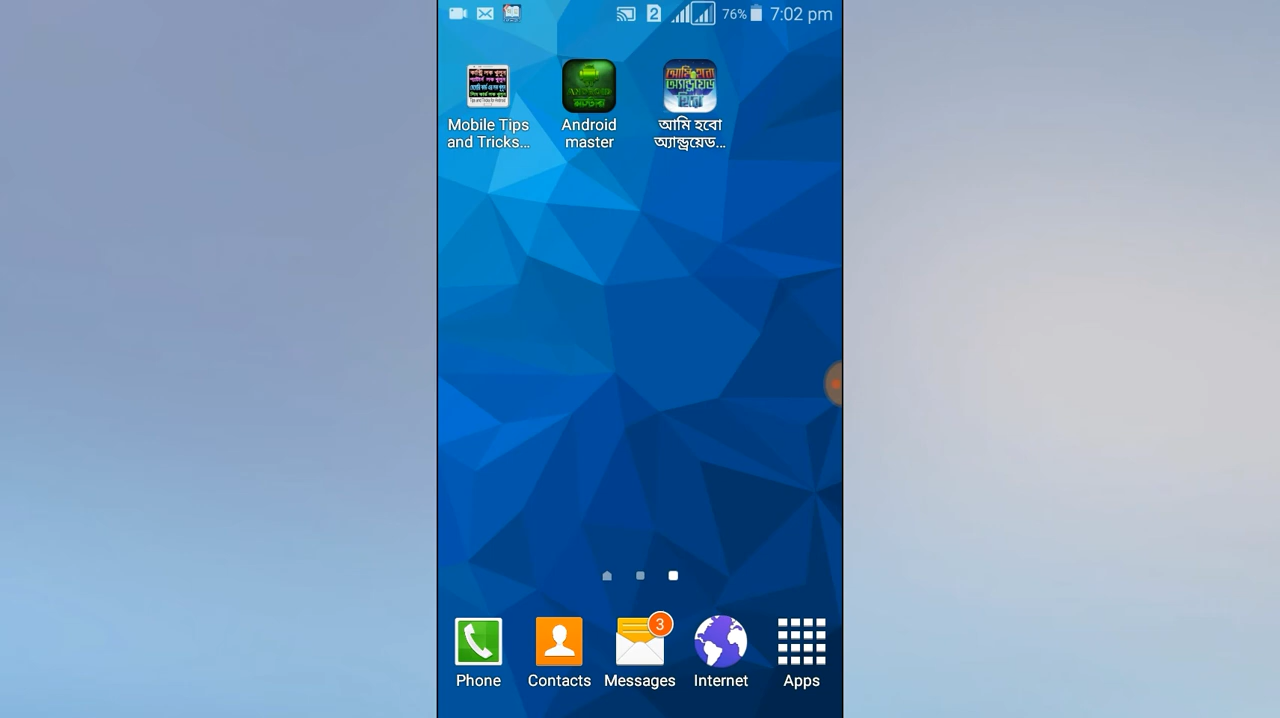 2 76% 7:02 pm
Mobile Tips
and Tricks...
Android
master
আমি হবো
অ্যান্ড্রয়েড...
3
Phone
Contacts
Messages
Internet
Apps